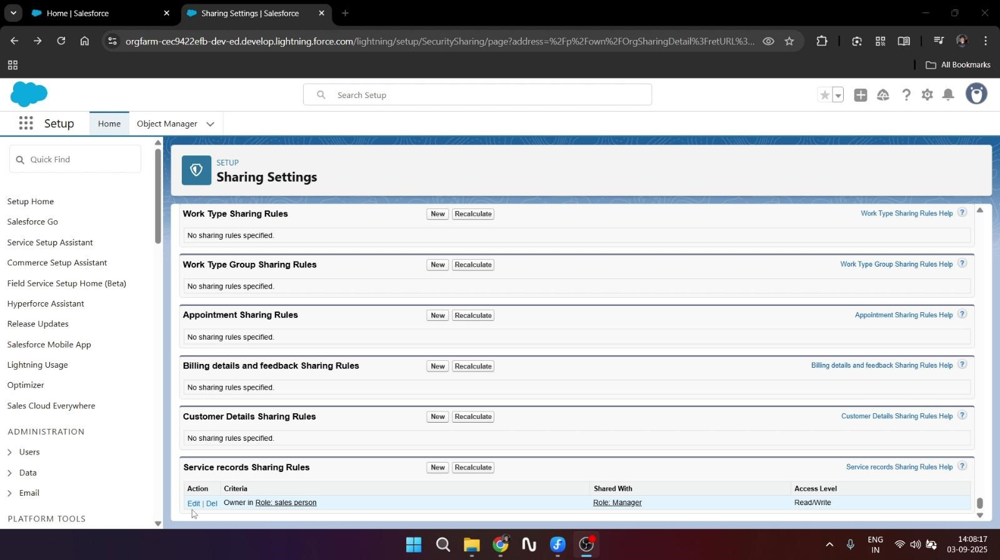 Home | Salesforce
Sharing Settings | Salesforce
orgfarm-cec9422efb-dev-ed.develop.lightning.force.com/lightning/setup/SecuritySharing/page?address=%2Fp%2Fown%2FOrgSharingDetail%3FretURL%3...
All Bookmarks
Search Setup
Setup
Home
Object Manager
Quick Find
Setup Home
Salesforce Go
Service Setup Assistant
Commerce Setup Assistant
Field Service Setup Home (Beta)
Hyperforce Assistant
Release Updates
Salesforce Mobile App
Lightning Usage
Optimizer
Sales Cloud Everywhere
ADMINISTRATION
Users
Data
Email
PLATFORM TOOLS
SETUP
Sharing Settings
Work Type Sharing Rules New Recalculate Work Type Sharing Rules Help ?
No sharing rules specified.
Work Type Group Sharing Rules New Recalculate Work Type Group Sharing Rules Help ?
No sharing rules specified.
Appointment Sharing Rules New Recalculate Appointment Sharing Rules Help ?
No sharing rules specified.
Billing details and feedback Sharing Rules New Recalculate Billing details and feedback Sharing Rules Help ?
No sharing rules specified.
Customer Details Sharing Rules New Recalculate Customer Details Sharing Rules Help ?
No sharing rules specified.
Service records Sharing Rules New Recalculate Service records Sharing Rules Help ?
Action Criteria Shared With Access Level
Edit | Del Owner in Role: sales person Role: Manager Read/Write
ENG
IN
14:08:17
03-09-2025